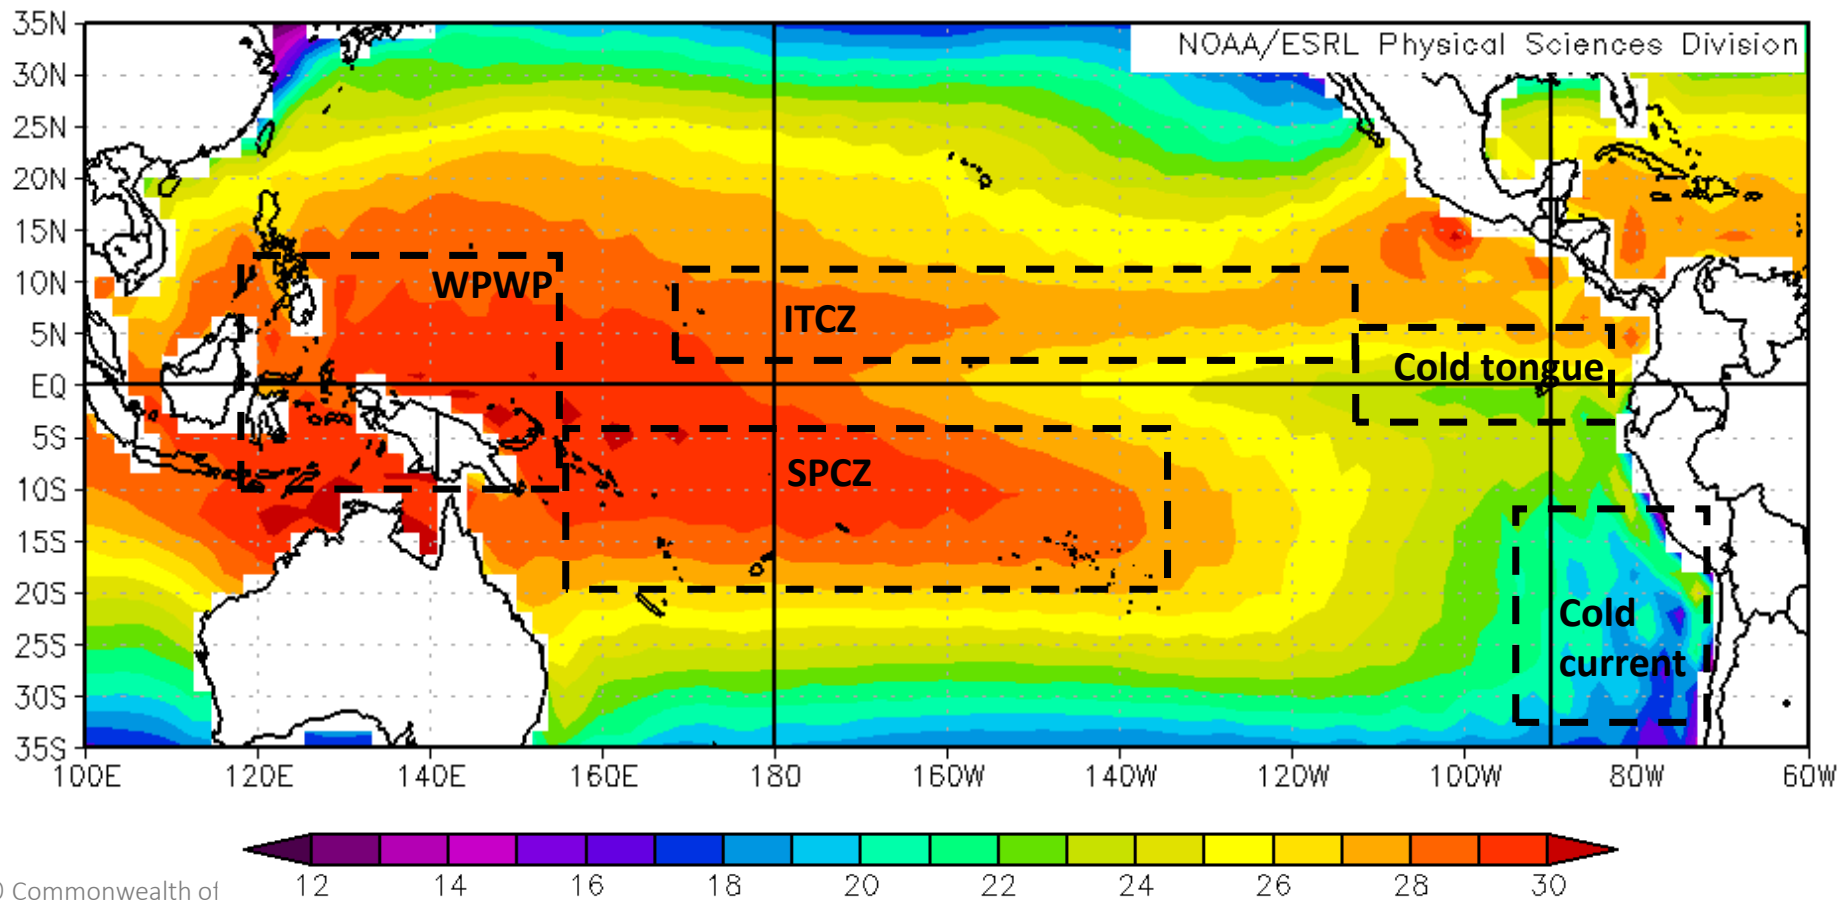 35N
NOAA/ESRL Physical Sciences Division
30N
25N
20N
15N
10N
5N
EQ
5S
10S
15S
20S
25S
30S
35S
WPWP
ITCZ
Cold tongue
SPCZ
Cold
current
100E 120E 140E 160E 180 160W 140W 120W 100W 80W 60W
12 14 16 18 20 22 24 26 28 30
Commonwealth of